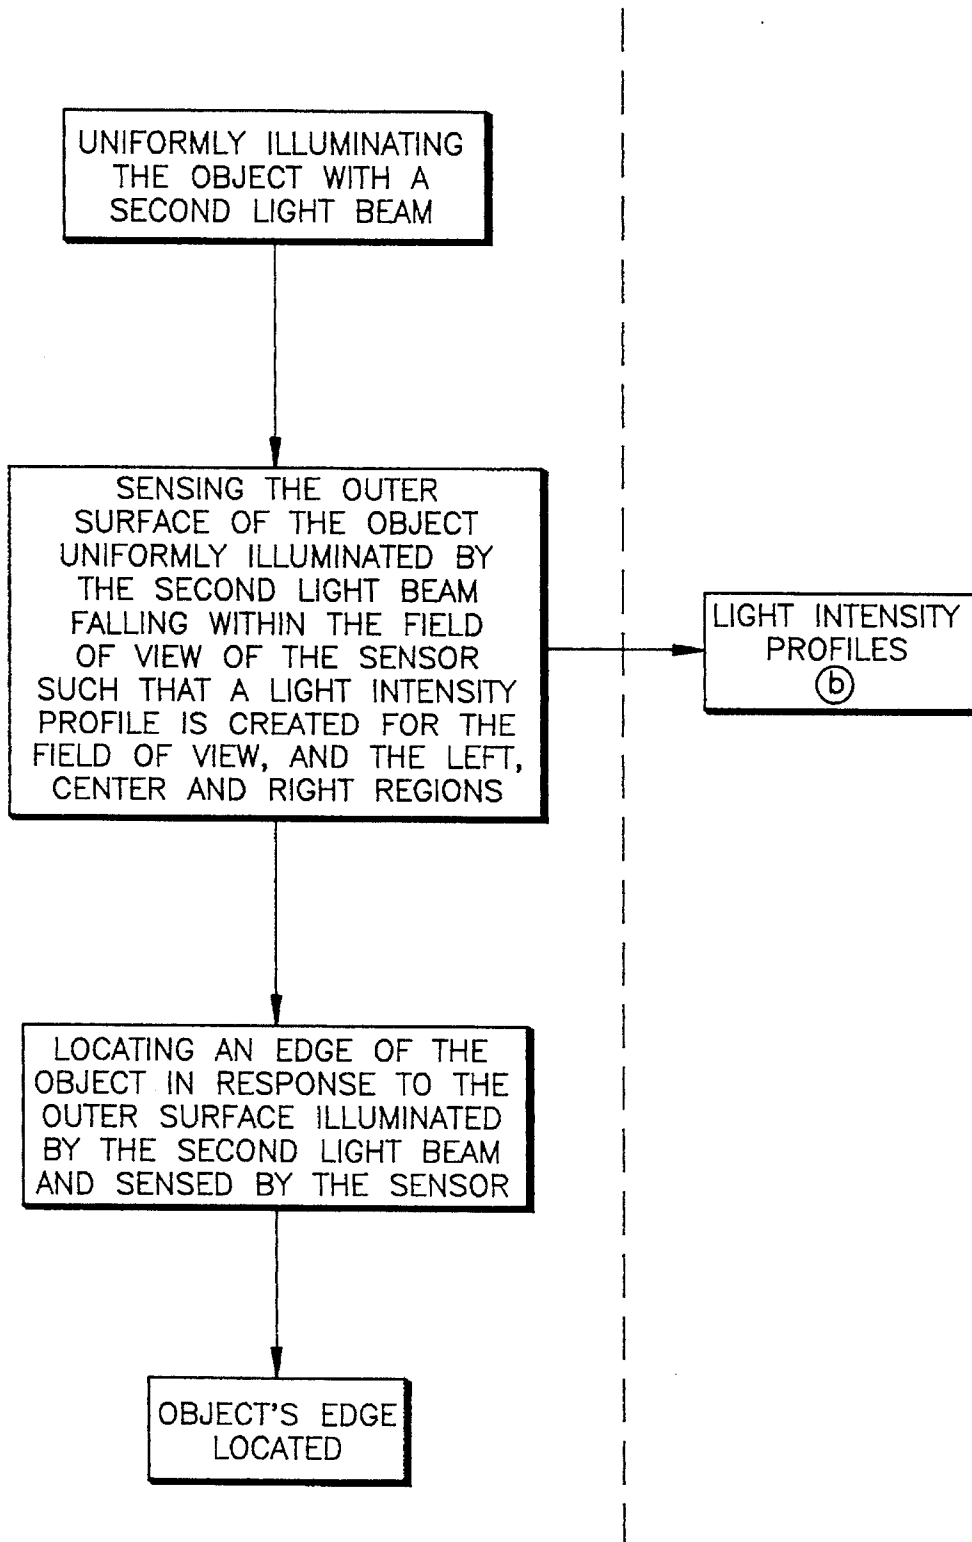 UNIFORMLY ILLUMINATING
THE OBJECT WITH A
SECOND LIGHT BEAM
SENSING THE OUTER
SURFACE OF THE OBJECT
UNIFORMLY ILLUMINATED BY
THE SECOND LIGHT BEAM
FALLING WITHIN THE FIELD
OF VIEW OF THE SENSOR
SUCH THAT A LIGHT INTENSITY
PROFILE IS CREATED FOR THE
FIELD OF VIEW, AND THE LEFT,
CENTER AND RIGHT REGIONS
LIGHT INTENSITY
PROFILES
b
LOCATING AN EDGE OF THE
OBJECT IN RESPONSE TO THE
OUTER SURFACE ILLUMINATED
BY THE SECOND LIGHT BEAM
AND SENSED BY THE SENSOR
OBJECT'S EDGE
LOCATED